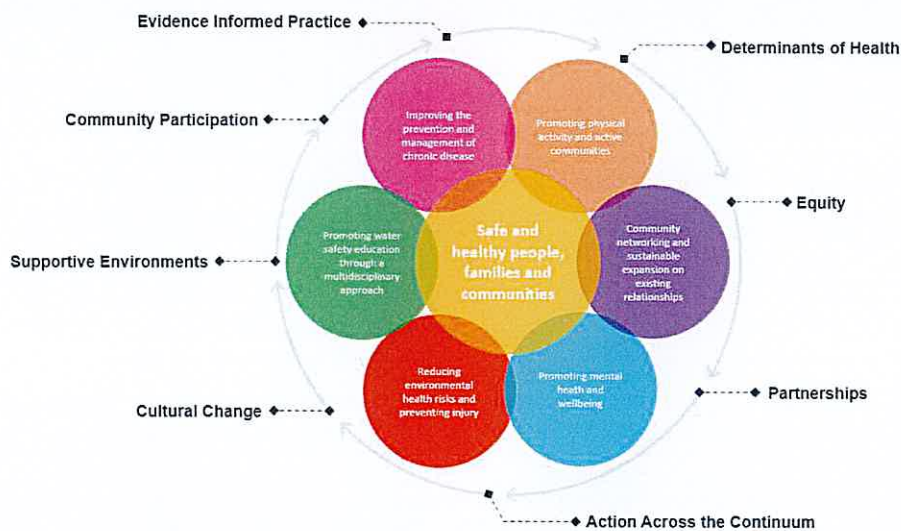 Evidence Informed Practice
Determinants of Health
Community Participation
Improving the
prevention and
management of
chronic disease
Promoting physical
activity and active
communities
Equity
Supportive Environments
Promoting water
safety education
through a
multidisciplinary
approach
Safe and
healthy people,
families and
communities
Community
networking and
sustainable
expansion on
existing
relationships
Cultural Change
Reducing
environmental
health risks and
preventing injury
Promoting mental
heath and
wellbeing
Partnerships
Action Across the Continuum